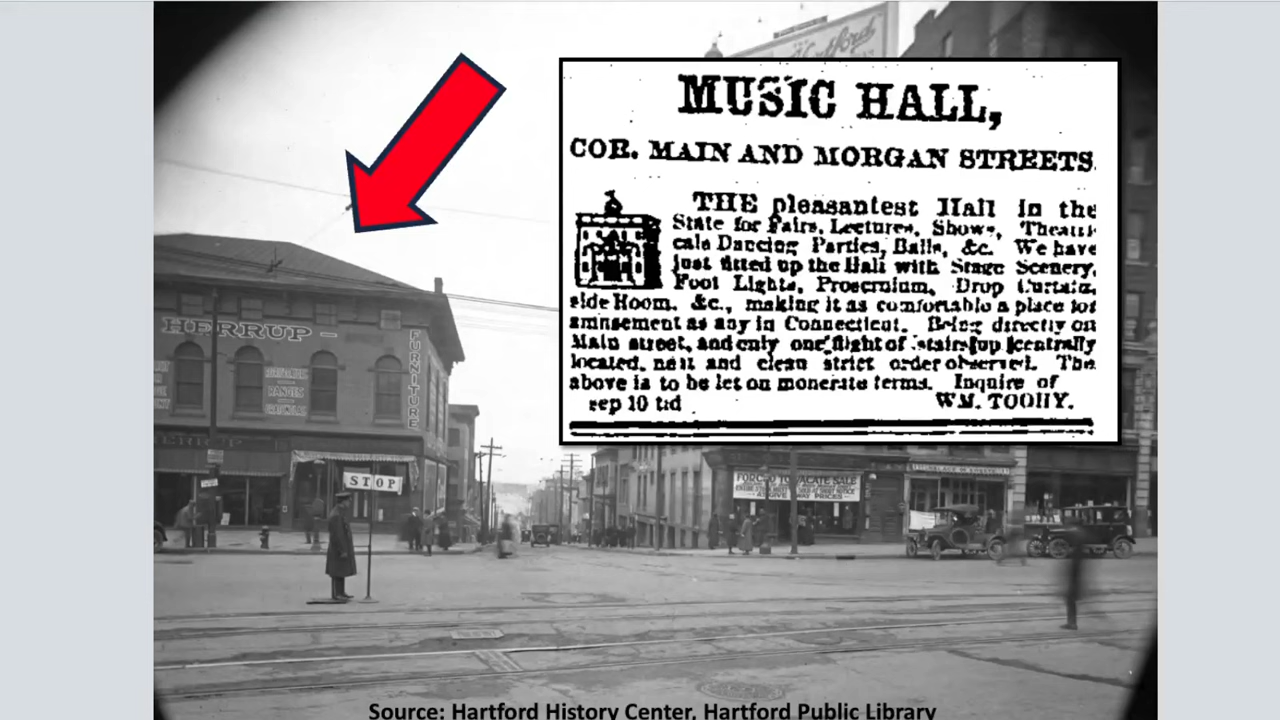 Hartford
MUSIC HALL,
COR. MAIN AND MORGAN STREETS.
THE pleasantest Hall in the
State for Fairs, Lectures, Shows, Theatri-
cals Dancing Parties, Balls, &c. We have
just fitted up the Hall with Stage Scenery,
Foot Lights, Proscenium, Drop Curtain,
side Room, &c., making it as comfortable a place for
amusement as any in Connecticut. Being directly on
Main street, and only one flight of stairs up centrally
located, neat and clean strict order observed. The
above is to be let on moderate terms. Inquire of
sep 10 tfd WM. TOOHY.
HERRUP-
FURNITURE
RANGES
HERRUP
STOP
FORCED TO VACATE SALE
Source: Hartford History Center, Hartford Public Library